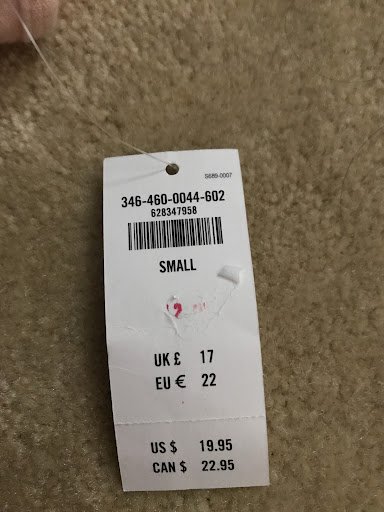 S689-0007
346-460-0044-602
628347958
SMALL
UK £ 17
EU € 22
US $ 19.95
CAN $ 22.95